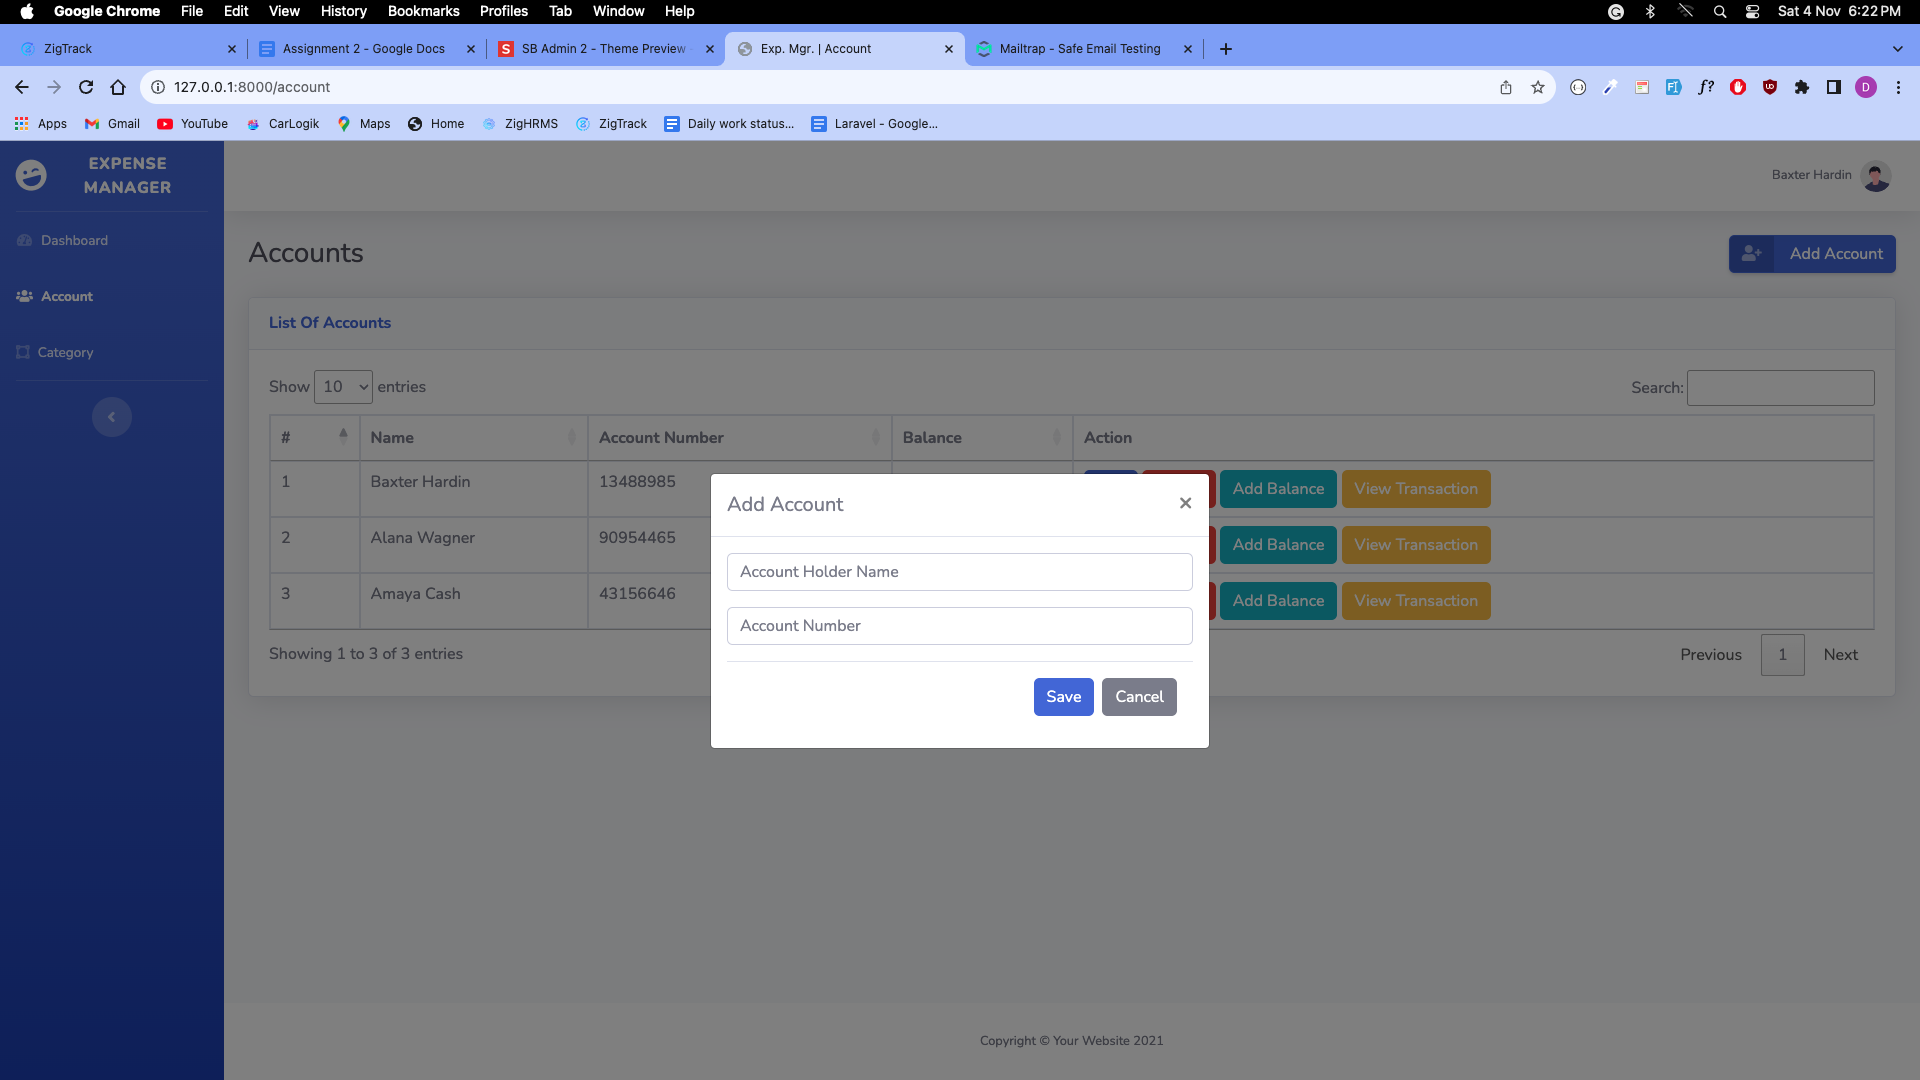 Google Chrome File Edit View History Bookmarks Profiles Tab Window Help Sat 4 Nov 6:22 PM
ZigTrack Assignment 2 - Google Docs SB Admin 2 - Theme Preview Exp. Mgr. | Account Mailtrap - Safe Email Testing
127.0.0.1:8000/account
Apps Gmail YouTube CarLogik Maps Home ZigHRMS ZigTrack Daily work status... Laravel - Google...
EXPENSE
MANAGER
Baxter Hardin
Dashboard
Account
Category
Accounts
Add Account
List Of Accounts
Show 10 entries
Search:
# Name Account Number Balance Action
1 Baxter Hardin 13488985 Add Balance View Transaction
2 Alana Wagner 90954465 Add Balance View Transaction
3 Amaya Cash 43156646 Add Balance View Transaction
Showing 1 to 3 of 3 entries
Previous 1 Next
Add Account
Account Holder Name
Account Number
Save Cancel
Copyright © Your Website 2021